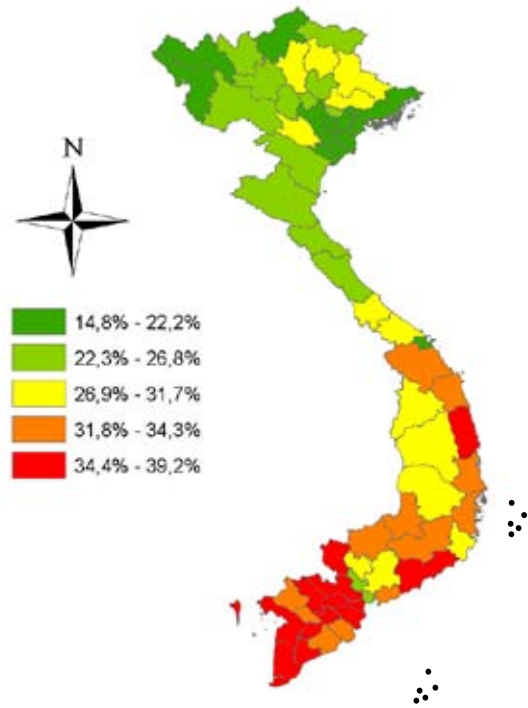 N
14,8% - 22,2%
22,3% - 26,8%
26,9% - 31,7%
31,8% - 34,3%
34,4% - 39,2%